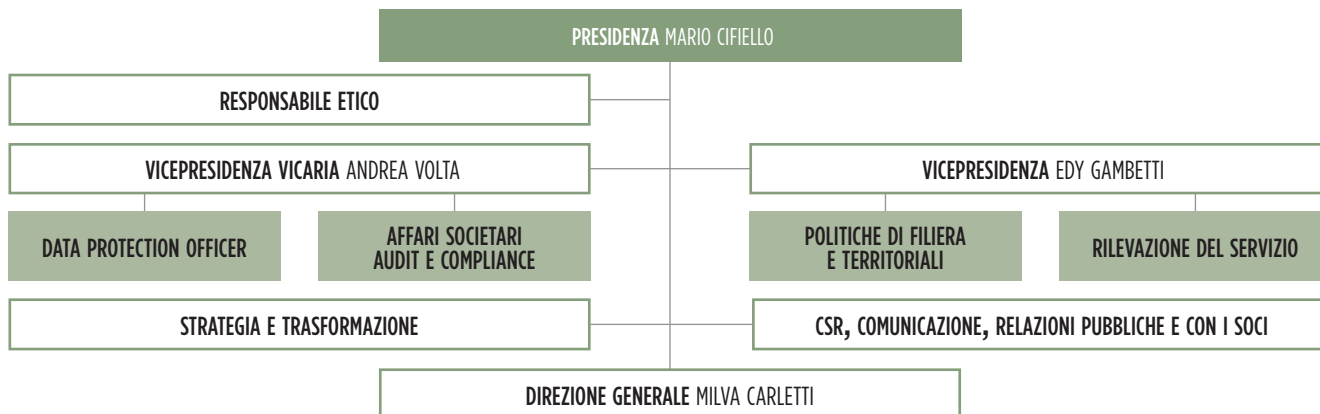 PRESIDENZA MARIO CIFIELLO
RESPONSABILE ETICO
VICEPRESIDENZA VICARIA ANDREA VOLTA
VICEPRESIDENZA EDY GAMBETTI
DATA PROTECTION OFFICER
AFFARI SOCIETARI
AUDIT E COMPLIANCE
POLITICHE DI FILIERA
E TERRITORIALI
RILEVAZIONE DEL SERVIZIO
STRATEGIA E TRASFORMAZIONE
CSR, COMUNICAZIONE, RELAZIONI PUBBLICHE E CON I SOCI
DIREZIONE GENERALE MILVA CARLETTI